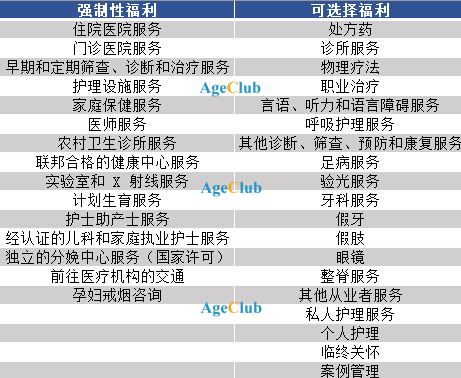 强制性福利 可选择福利
住院医院服务 处方药
门诊医院服务 诊所服务
早期和定期筛查、诊断和治疗服务 物理疗法
护理设施服务 职业治疗
AgeClub
家庭保健服务 言语、听力和语言障碍服务
医师服务 呼吸护理服务
农村卫生诊所服务 其他诊断、筛查、预防和康复服务
联邦合格的健康中心服务 足病服务
实验室和 X 射线服务 验光服务
AgeClub
计划生育服务 牙科服务
护士助产士服务 假牙
经认证的儿科和家庭执业护士服务 假肢
独立的分娩中心服务（国家许可） 眼镜
前往医疗机构的交通 整脊服务
孕妇戒烟咨询 其他从业者服务
AgeClub
私人护理服务
个人护理
临终关怀
案例管理